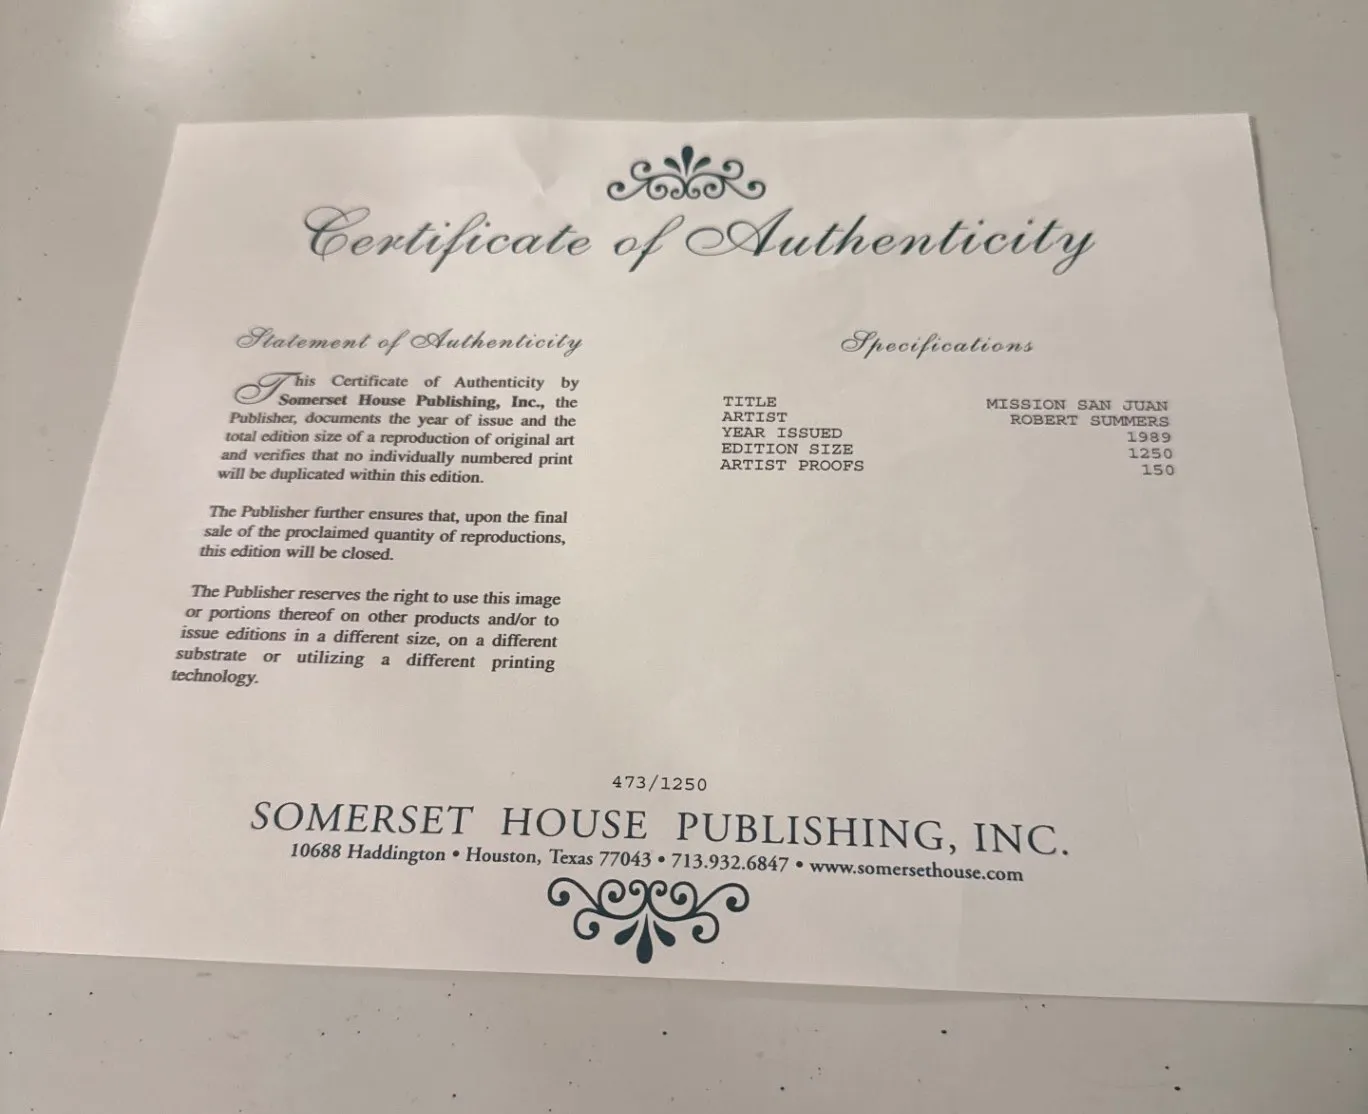 Certificate of Authenticity
Statement of Authenticity
This Certificate of Authenticity by
Somerset House Publishing, Inc., the
Publisher, documents the year of issue and the
total edition size of a reproduction of original art
and verifies that no individually numbered print
will be duplicated within this edition.
The Publisher further ensures that, upon the final
sale of the proclaimed quantity of reproductions,
this edition will be closed.
The Publisher reserves the right to use this image
or portions thereof on other products and/or to
issue editions in a different size, on a different
substrate or utilizing a different printing
technology.
Specifications
TITLE MISSION SAN JUAN
ARTIST ROBERT SUMMERS
YEAR ISSUED 1989
EDITION SIZE 1250
ARTIST PROOFS 150
473/1250
SOMERSET HOUSE PUBLISHING, INC.
10688 Haddington • Houston, Texas 77043 • 713.932.6847 • www.somersethouse.com